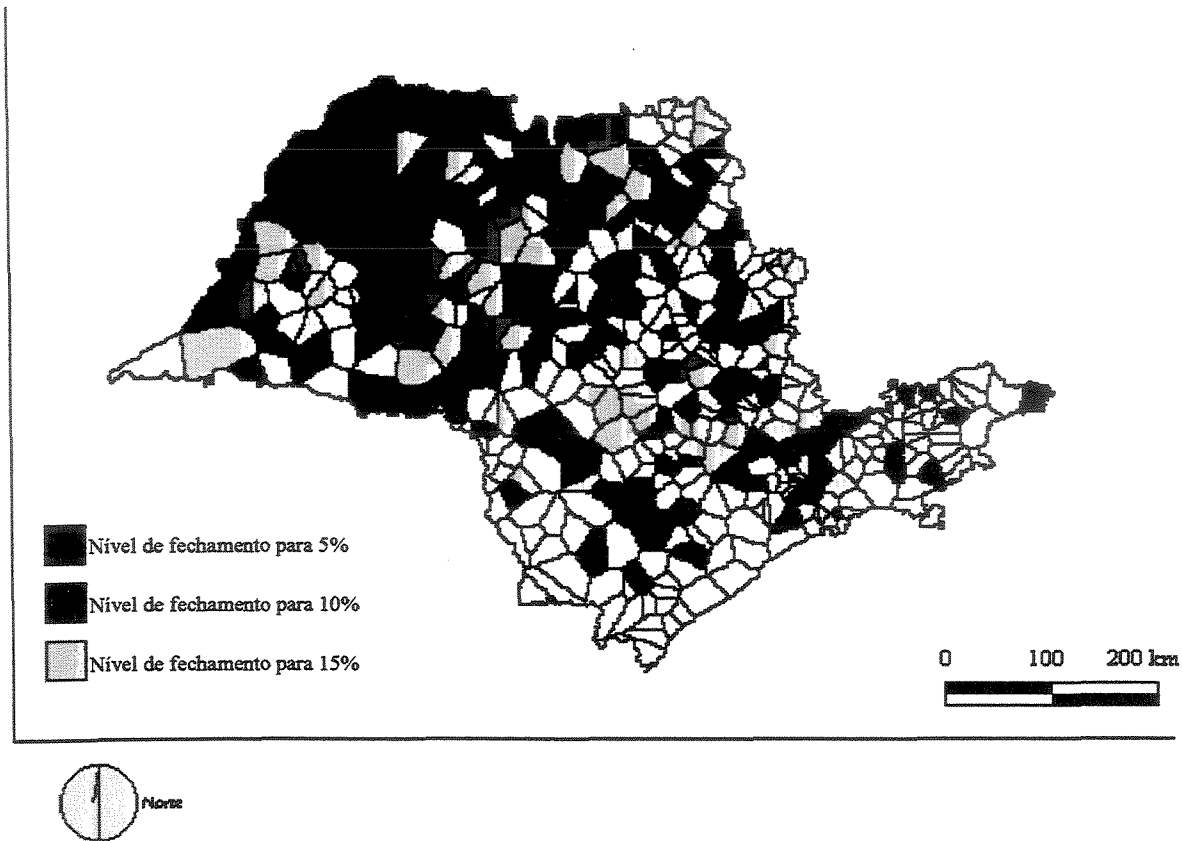 Nível de fechamento para 5%
Nível de fechamento para 10%
Nível de fechamento para 15%
0 100 200 km
Norte